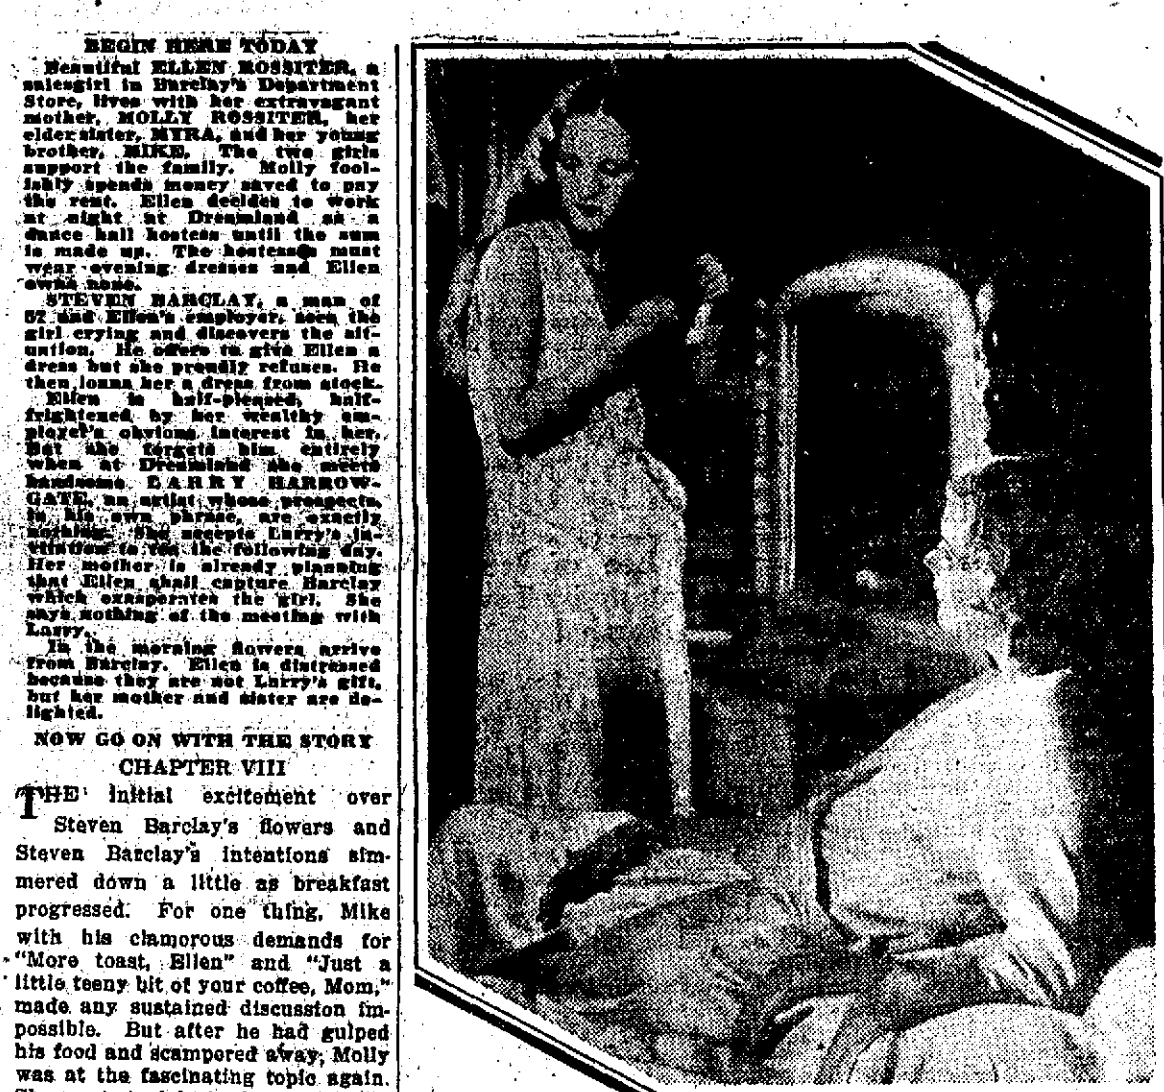 BEGIN HERE TODAY
Beautiful ELLEN ROSSITER, a
salesgirl in Barclay's Department
Store, lives with her extravagant
mother, MOLLY ROSSITER, her
elder sister, MYRA, and her young
brother, MIKE. The two girls
support the family. Molly fool-
ishly spends money saved to pay
the rent. Ellen decides to work
at night at Dreamland as a
dance hall hostess until the sum
is made up. The hostesses must
wear evening dresses and Ellen
owns none.
STEVEN BARCLAY, a man of
57 and Ellen's employer, sees the
girl crying and discovers the sit-
uation. He offers to give Ellen a
dress but she proudly refuses. He
then loans her a dress from stock.
Ellen is half-pleased, half-
frightened by her wealthy em-
ployer's obvious interest in her.
But she forgets him entirely
when at Dreamland she meets
handsome LARRY HARROW-
GATE, an artist whose prospects,
in his own phrase, are exactly
nothing. She accepts Larry's in-
vitation to tea the following day.
Her mother is already planning
that Ellen shall capture Barclay
which exasperates the girl. She
says nothing of the meeting with
Larry.
In the morning flowers arrive
from Barclay. Ellen is distressed
because they are not Larry's gift,
but her mother and sister are de-
lighted.
NOW GO ON WITH THE STORY
CHAPTER VIII
THE initial excitement over
Steven Barclay's flowers and
Steven Barclay's intentions sim-
mered down a little as breakfast
progressed. For one thing, Mike
with his clamorous demands for
"More toast, Ellen" and "Just a
little teeny bit of your coffee, Mom,"
made any sustained discussion im-
possible. But after he had gulped
his food and scampered away, Molly
was at the fascinating topic again.